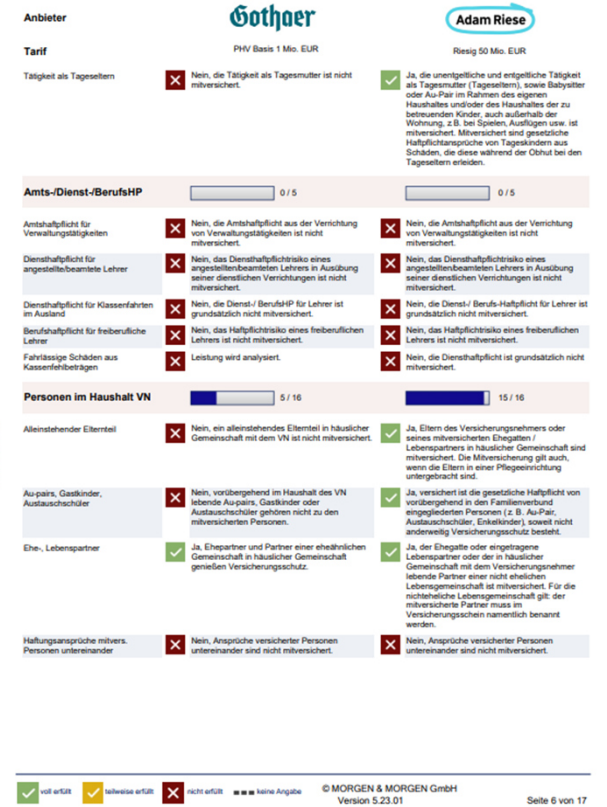 Anbieter
Gothaer
Adam Riese
Tarif
PHV Basis 1 Mio. EUR
Riesig 50 Mio. EUR
Tätigkeit als Tageseltern
Nein, die Tätigkeit als Tagesmutter ist nicht
mitversichert.
Ja, die unentgeltliche und entgeltliche Tätigkeit
als Tagesmutter (Tageseltern), sowie Babysitter
oder Au-Pair im Rahmen des eigenen
Haushaltes und/oder des Haushaltes der zu
betreuenden Kinder, auch außerhalb der
Wohnung, z.B. bei Spielen, Ausflügen usw. ist
mitversichert. Mitversichert sind gesetzliche
Haftpflichtansprüche von Tageskindern aus
Schäden, die diese während der Obhut bei den
Tageseltern erleiden.
Amts-/Dienst-/BerufsHP
0 / 5
0 / 5
Amtshaftpflicht für
Verwaltungstätigkeiten
Nein, die Amtshaftpflicht aus der Verrichtung
von Verwaltungstätigkeiten ist nicht
mitversichert.
Nein, die Amtshaftpflicht aus der Verrichtung
von Verwaltungstätigkeiten ist nicht
mitversichert.
Diensthaftpflicht für
angestellte/beamtete Lehrer
Nein, das Diensthaftpflichtrisiko eines
angestellten/beamteten Lehrers in Ausübung
seiner dienstlichen Verrichtungen ist nicht
mitversichert.
Nein, das Diensthaftpflichtrisiko eines
angestellten/beamteten Lehrers in Ausübung
seiner dienstlichen Verrichtungen ist nicht
mitversichert.
Diensthaftpflicht für Klassenfahrten
im Ausland
Nein, die Dienst-/ BerufsHP für Lehrer ist
grundsätzlich nicht mitversichert.
Nein, die Dienst-/ Berufs-Haftpflicht für Lehrer ist
grundsätzlich nicht mitversichert.
Berufshaftpflicht für freiberufliche
Lehrer
Nein, das Haftpflichtrisiko eines freiberuflichen
Lehrers ist nicht mitversichert.
Nein, das Haftpflichtrisiko eines freiberuflichen
Lehrers ist nicht mitversichert.
Fahrlässige Schäden aus
Kassenfehlbeträgen
Leistung wird analysiert.
Nein, die Diensthaftpflicht ist grundsätzlich nicht
mitversichert.
Personen im Haushalt VN
5 / 16
15 / 16
Alleinstehender Elternteil
Nein, ein alleinstehendes Elternteil in häuslicher
Gemeinschaft mit dem VN ist nicht mitversichert.
Ja, Eltern des Versicherungsnehmers oder
seines mitversicherten Ehegatten /
Lebenspartners in häuslicher Gemeinschaft sind
mitversichert. Die Mitversicherung gilt auch,
wenn die Eltern in einer Pflegeeinrichtung
untergebracht sind.
Au-pairs, Gastkinder,
Austauschschüler
Nein, vorübergehend im Haushalt des VN
lebende Au-pairs, Gastkinder oder
Austauschschüler gehören nicht zu den
mitversicherten Personen.
Ja, versichert ist die gesetzliche Haftpflicht von
vorübergehend in den Familienverbund
eingegliederten Personen (z. B. Au-Pair,
Austauschschüler, Enkelkinder), soweit nicht
anderweitig Versicherungsschutz besteht.
Ehe-, Lebenspartner
Ja, Ehepartner und Partner einer eheähnlichen
Gemeinschaft in häuslicher Gemeinschaft
genießen Versicherungsschutz.
Ja, der Ehegatte oder eingetragene
Lebenspartner oder der in häuslicher
Gemeinschaft mit dem Versicherungsnehmer
lebende Partner einer nicht ehelichen
Lebensgemeinschaft ist mitversichert. Für die
nichteheliche Lebensgemeinschaft gilt: der
mitversicherte Partner muss im
Versicherungsschein namentlich benannt
werden.
Haftungsansprüche mitvers.
Personen untereinander
Nein, Ansprüche versicherter Personen
untereinander sind nicht mitversichert.
Nein, Ansprüche versicherter Personen
untereinander sind nicht mitversichert.
voll erfüllt
teilweise erfüllt
nicht erfüllt
keine Angabe
© MORGEN & MORGEN GmbH
Version 5.23.01
Seite 6 von 17